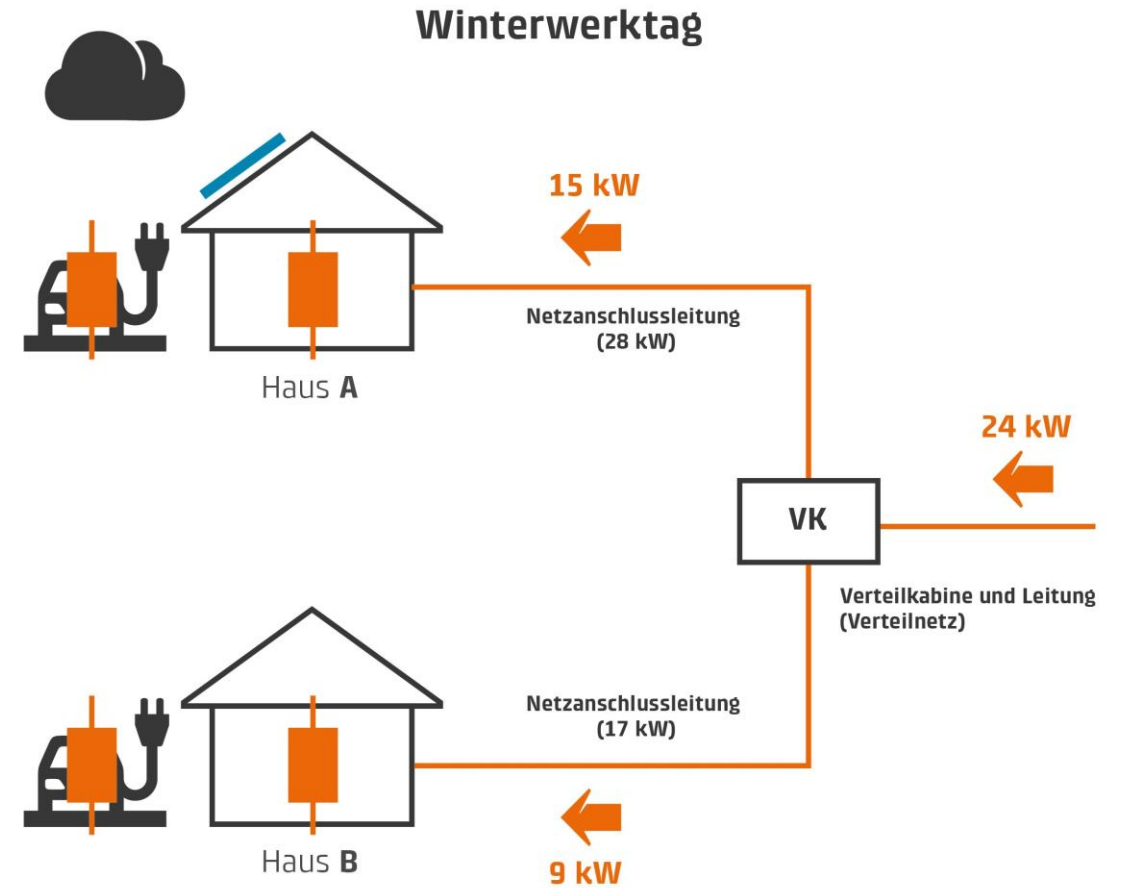 Winterwerktag
15 kW
Netzanschlussleitung
(28 kW)
Haus A
24 kW
VK
Verteilkabine und Leitung
(Verteilnetz)
Netzanschlussleitung
(17 kW)
Haus B
9 kW